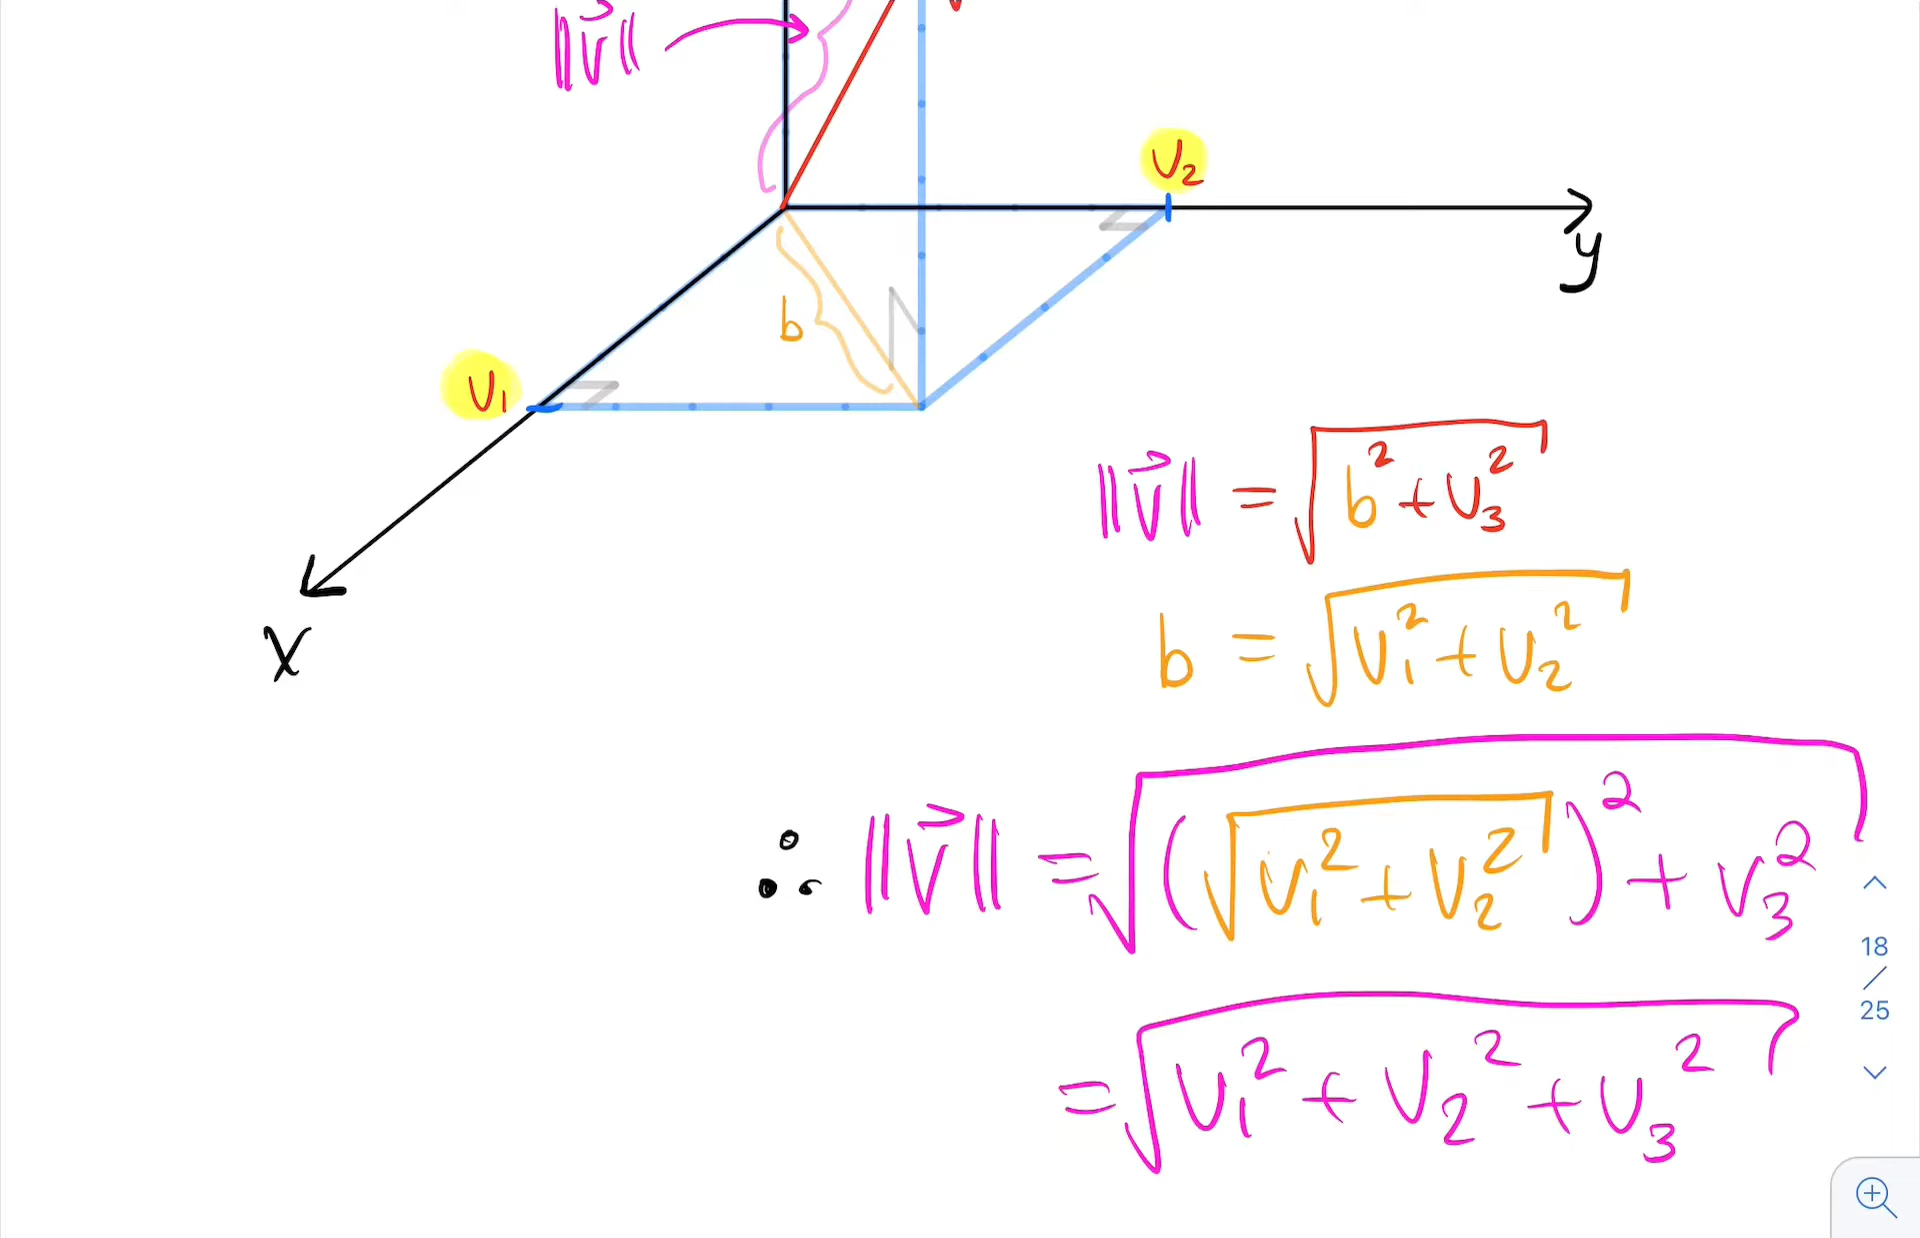 ‖v⃗‖
v₂
y
b
v₁
‖v⃗‖ = √(b² + v₃²)
x
b = √(v₁² + v₂²)
∴ ‖v⃗‖ = √((√(v₁² + v₂²))² + v₃²)
18
/
25
= √(v₁² + v₂² + v₃²)